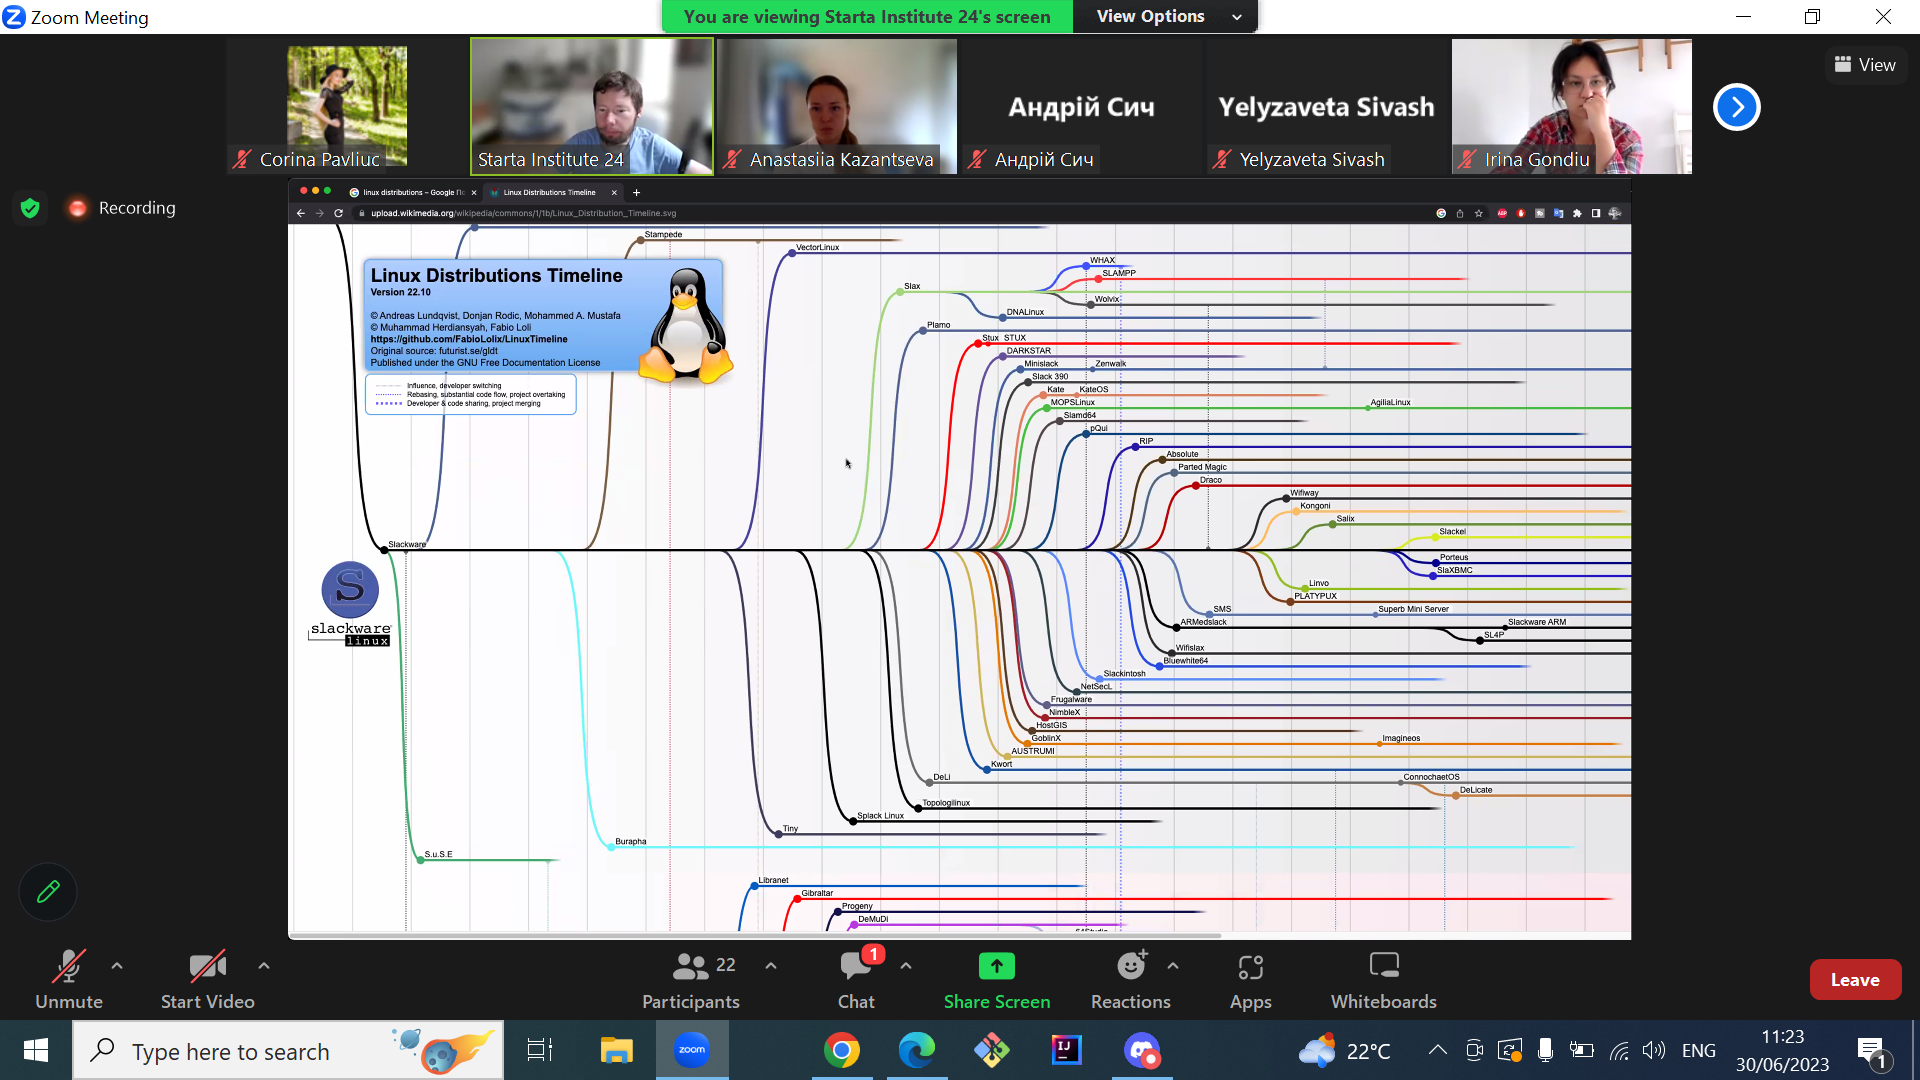 Zoom Meeting
You are viewing Starta Institute 24's screen
View Options
Corina Pavliuc
Starta Institute 24
Anastasiia Kazantseva
Андрій Сич
Андрій Сич
Yelyzaveta Sivash
Yelyzaveta Sivash
Irina Gondiu
View
Recording
linux distributions – Google По
Linux Distributions Timeline
upload.wikimedia.org/wikipedia/commons/1/1b/Linux_Distribution_Timeline.svg
Stampede
VectorLinux
WHAX
SLAMPP
Slax
Wolvix
DNALinux
Plamo
Stux STUX
DARKSTAR
Minislack
Zenwalk
Slack 390
Kate
KateOS
MOPSLinux
AgiliaLinux
Slamd64
pQui
RIP
Absolute
Parted Magic
Draco
Wifiway
Kongoni
Salix
Slackel
Slackware
Porteus
SlaXBMC
Linvo
PLATYPUX
SMS
Superb Mini Server
ARMedslack
Slackware ARM
SL4P
Wifislax
Bluewhite64
Slackintosh
NetSecL
Frugalware
NimbleX
HostGIS
GoblinX
Imagineos
AUSTRUMI
Kwort
DeLi
ConnochaetOS
DeLicate
Topologilinux
Splack Linux
Tiny
Burapha
S.u.S.E
Libranet
Gibraltar
Progeny
DeMuDi
Linux Distributions Timeline
Version 22.10
© Andreas Lundqvist, Donjan Rodic, Mohammed A. Mustafa
© Muhammad Herdiansyah, Fabio Loli
https://github.com/FabioLolix/LinuxTimeline
Original source: futurist.se/gldt
Published under the GNU Free Documentation License
Influence, developer switching
Rebasing, substantial code flow, project overtaking
Developer & code sharing, project merging
S
slackware
linux
Unmute
Start Video
22
Participants
1
Chat
Share Screen
Reactions
Apps
Whiteboards
Leave
Type here to search
zoom
IJ
22°C
ENG
11:23
30/06/2023
1